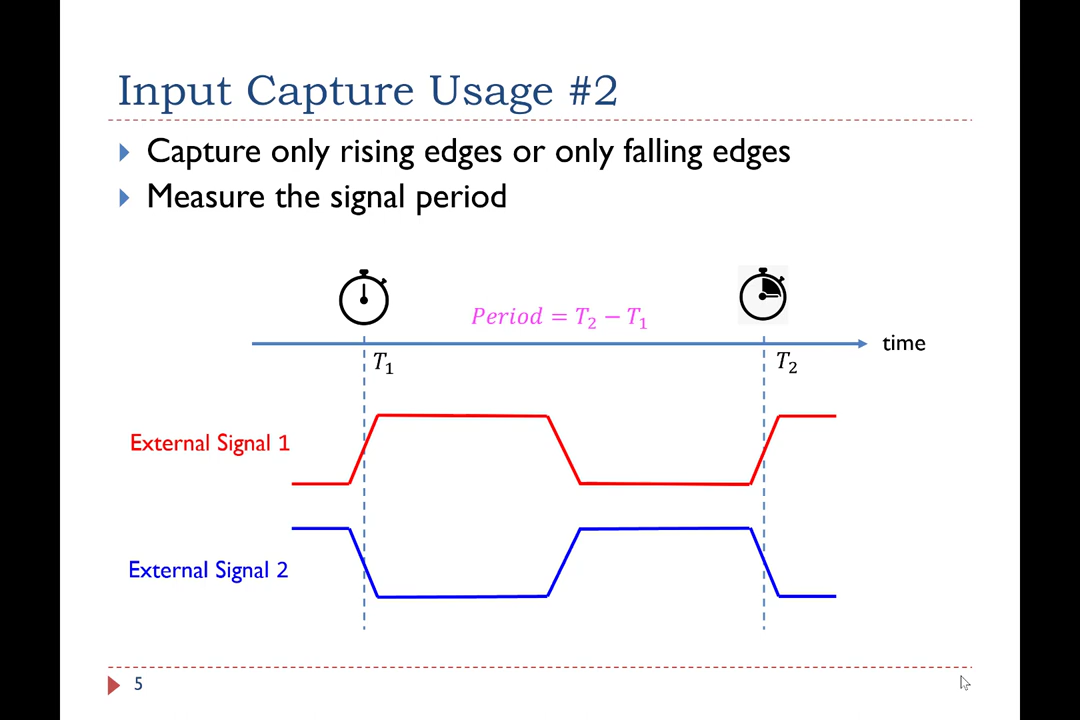 Input Capture Usage #2
Capture only rising edges or only falling edges
Measure the signal period
Period = T₂ − T₁
time
T₁
T₂
External Signal 1
External Signal 2
5